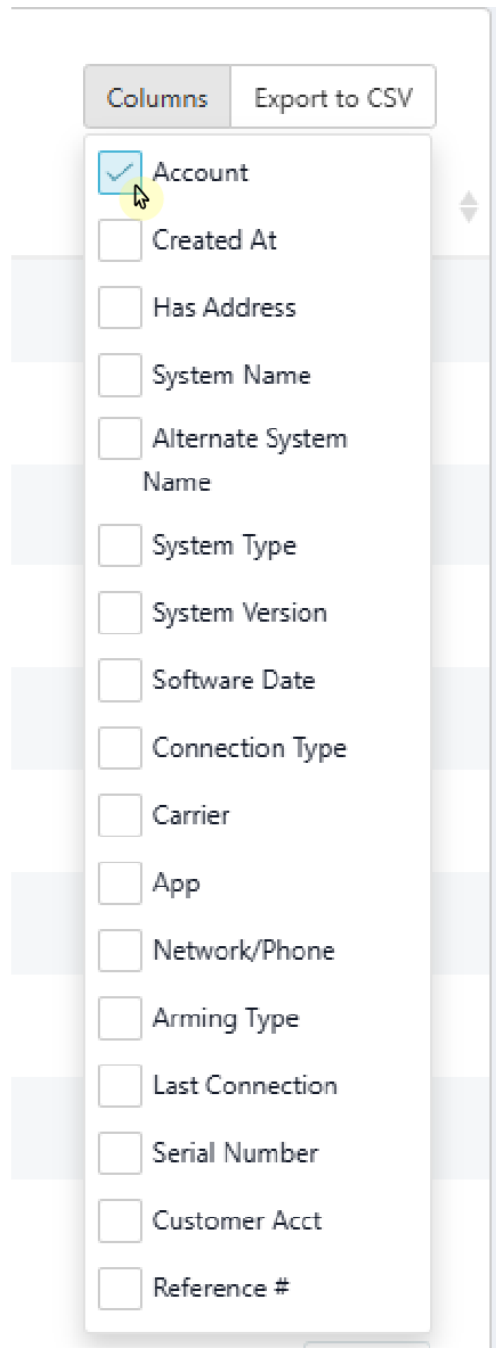 Columns Export to CSV
Account
Created At
Has Address
System Name
Alternate System
Name
System Type
System Version
Software Date
Connection Type
Carrier
App
Network/Phone
Arming Type
Last Connection
Serial Number
Customer Acct
Reference #